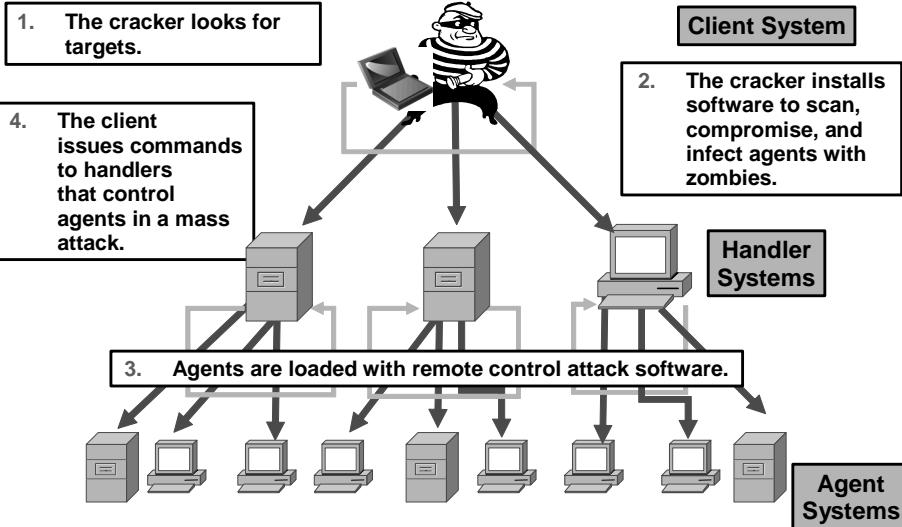 1. The cracker looks for
targets.
Client System
2. The cracker installs
software to scan,
compromise, and
infect agents with
zombies.
4. The client
issues commands
to handlers
that control
agents in a mass
attack.
Handler
Systems
3. Agents are loaded with remote control attack software.
Agent
Systems